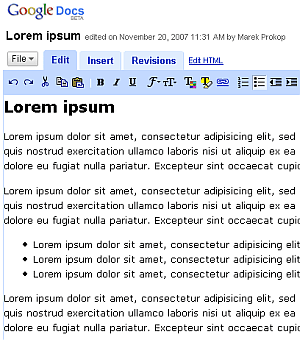 Google Docs
BETA
Lorem ipsum edited on November 20, 2007 11:31 AM by Marek Prokop
File Edit Insert Revisions Edit HTML
B I U
Lorem ipsum
Lorem ipsum dolor sit amet, consectetur adipisicing elit, sed
quis nostrud exercitation ullamco laboris nisi ut aliquip ex ea
dolore eu fugiat nulla pariatur. Excepteur sint occaecat cupic
Lorem ipsum dolor sit amet, consectetur adipisicing elit, sed
quis nostrud exercitation ullamco laboris nisi ut aliquip ex ea
dolore eu fugiat nulla pariatur. Excepteur sint occaecat cupic
Lorem ipsum dolor sit amet, consectetur adipisicing elit
Lorem ipsum dolor sit amet, consectetur adipisicing elit
Lorem ipsum dolor sit amet, consectetur adipisicing elit
Lorem ipsum dolor sit amet, consectetur adipisicing elit, sed
quis nostrud exercitation ullamco laboris nisi ut aliquip ex ea
dolore eu fugiat nulla pariatur. Excepteur sint occaecat cupic